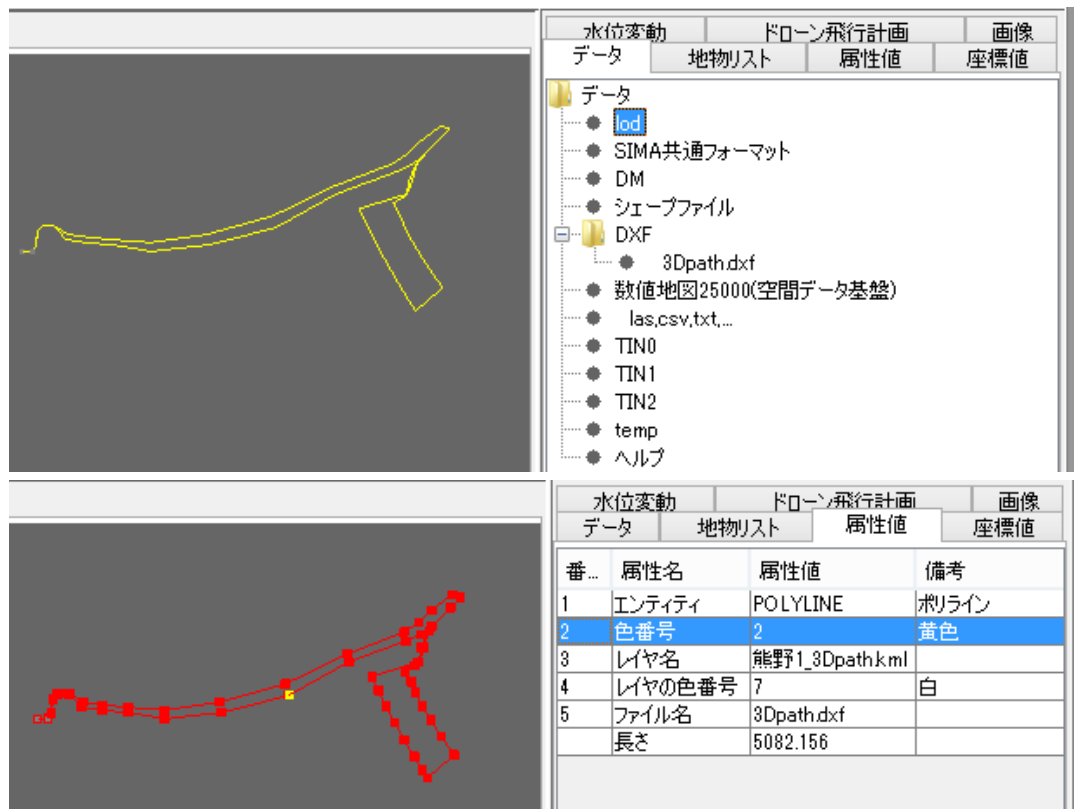 水位変動 ドローン飛行計画 画像
データ 地物リスト 属性値 座標値
データ
lod
SIMA共通フォーマット
DM
シェープファイル
DXF
3Dpath.dxf
数値地図25000(空間データ基盤)
las,csv,txt,...
TIN0
TIN1
TIN2
temp
ヘルプ
水位変動 ドローン飛行計画 画像
データ 地物リスト 属性値 座標値
番... 属性名 属性値 備考
1 エンティティ POLYLINE ポリライン
2 色番号 2 黄色
3 レイヤ名 熊野1_3Dpath.kml
4 レイヤの色番号 7 白
5 ファイル名 3Dpath.dxf
長さ 5082.156